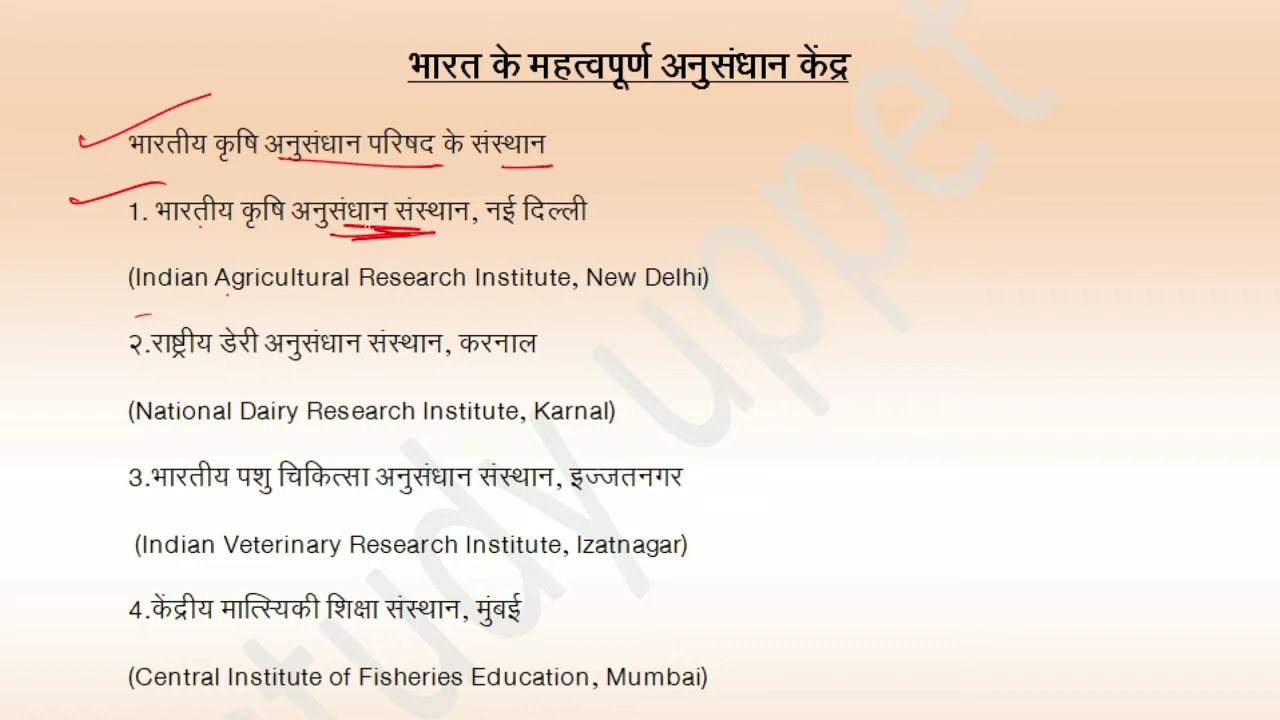 भारत के महत्वपूर्ण अनुसंधान केंद्र
भारतीय कृषि अनुसंधान परिषद के संस्थान
1. भारतीय कृषि अनुसंधान संस्थान, नई दिल्ली
(Indian Agricultural Research Institute, New Delhi)
२.राष्ट्रीय डेरी अनुसंधान संस्थान, करनाल
(National Dairy Research Institute, Karnal)
3.भारतीय पशु चिकित्सा अनुसंधान संस्थान, इज्जतनगर
(Indian Veterinary Research Institute, Izatnagar)
4.केंद्रीय मात्स्यिकी शिक्षा संस्थान, मुंबई
(Central Institute of Fisheries Education, Mumbai)
study uppet